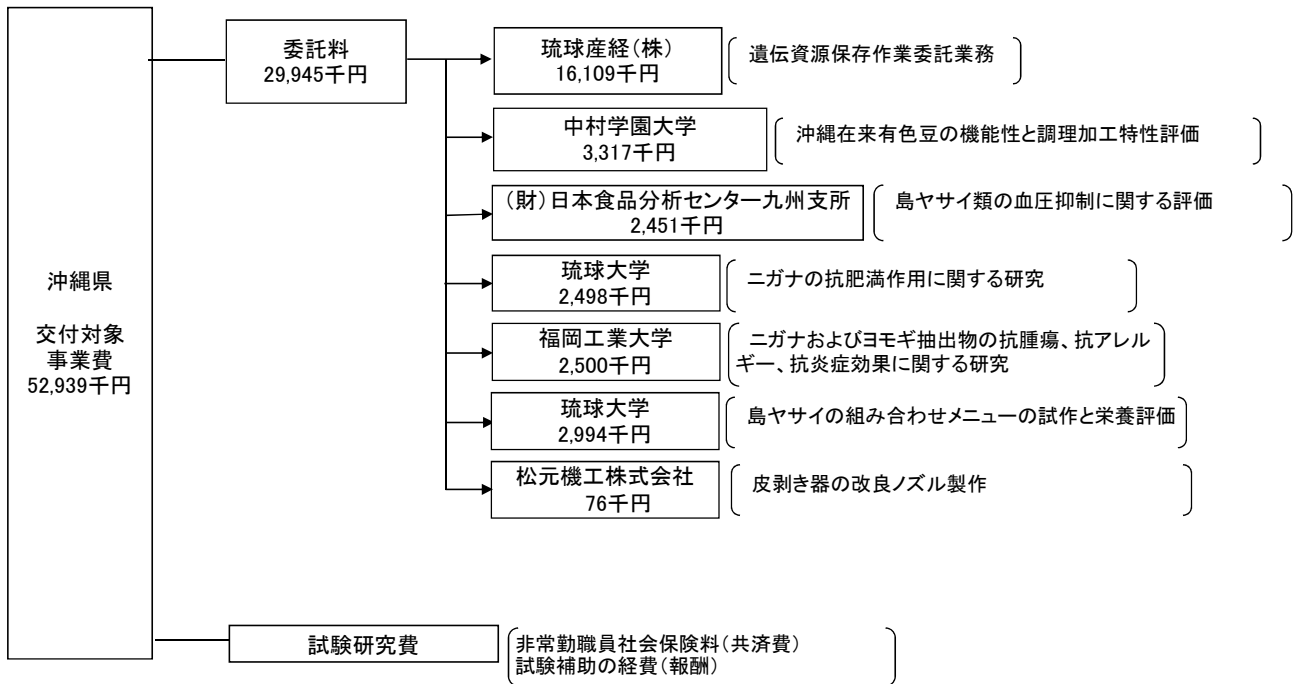 沖縄県
交付対象
事業費
52,939千円
委託料
29,945千円
琉球産経（株）
16,109千円
遺伝資源保存作業委託業務
中村学園大学
3,317千円
沖縄在来有色豆の機能性と調理加工特性評価
（財）日本食品分析センター九州支所
2,451千円
島ヤサイ類の血圧抑制に関する評価
琉球大学
2,498千円
ニガナの抗肥満作用に関する研究
福岡工業大学
2,500千円
ニガナおよびヨモギ抽出物の抗腫瘍、抗アレル
ギー、抗炎症効果に関する研究
琉球大学
2,994千円
島ヤサイの組み合わせメニューの試作と栄養評価
松元機工株式会社
76千円
皮剥き器の改良ノズル製作
試験研究費
非常勤職員社会保険料（共済費）
試験補助の経費（報酬）